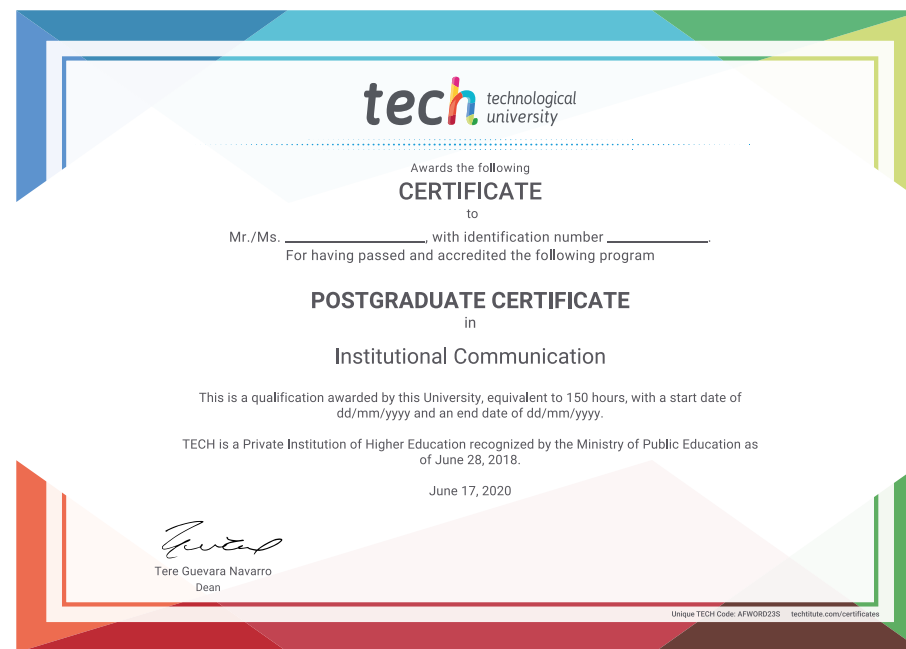 tech technological
university
Awards the following
CERTIFICATE
to
Mr./Ms. ____________________, with identification number ______________.
For having passed and accredited the following program
POSTGRADUATE CERTIFICATE
in
Institutional Communication
This is a qualification awarded by this University, equivalent to 150 hours, with a start date of
dd/mm/yyyy and an end date of dd/mm/yyyy.
TECH is a Private Institution of Higher Education recognized by the Ministry of Public Education as
of June 28, 2018.
June 17, 2020
Tere Guevara Navarro
Dean
Unique TECH Code: AFWORD23S techtitute.com/certificates